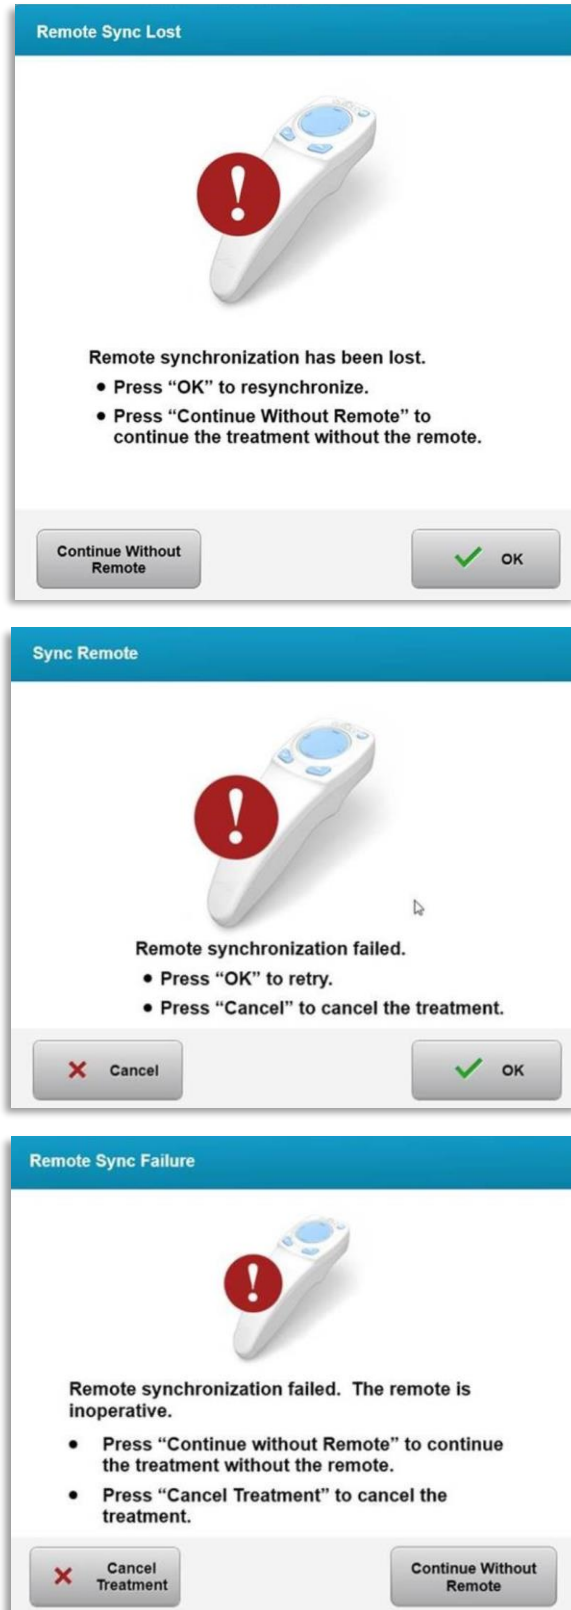 Remote Sync Lost
Remote synchronization has been lost.
• Press “OK” to resynchronize.
• Press “Continue Without Remote” to
continue the treatment without the remote.
Continue Without
Remote
OK
Sync Remote
Remote synchronization failed.
• Press “OK” to retry.
• Press “Cancel” to cancel the treatment.
Cancel
OK
Remote Sync Failure
Remote synchronization failed.  The remote is
inoperative.
• Press “Continue without Remote” to continue
the treatment without the remote.
• Press “Cancel Treatment” to cancel the
treatment.
Cancel
Treatment
Continue Without
Remote